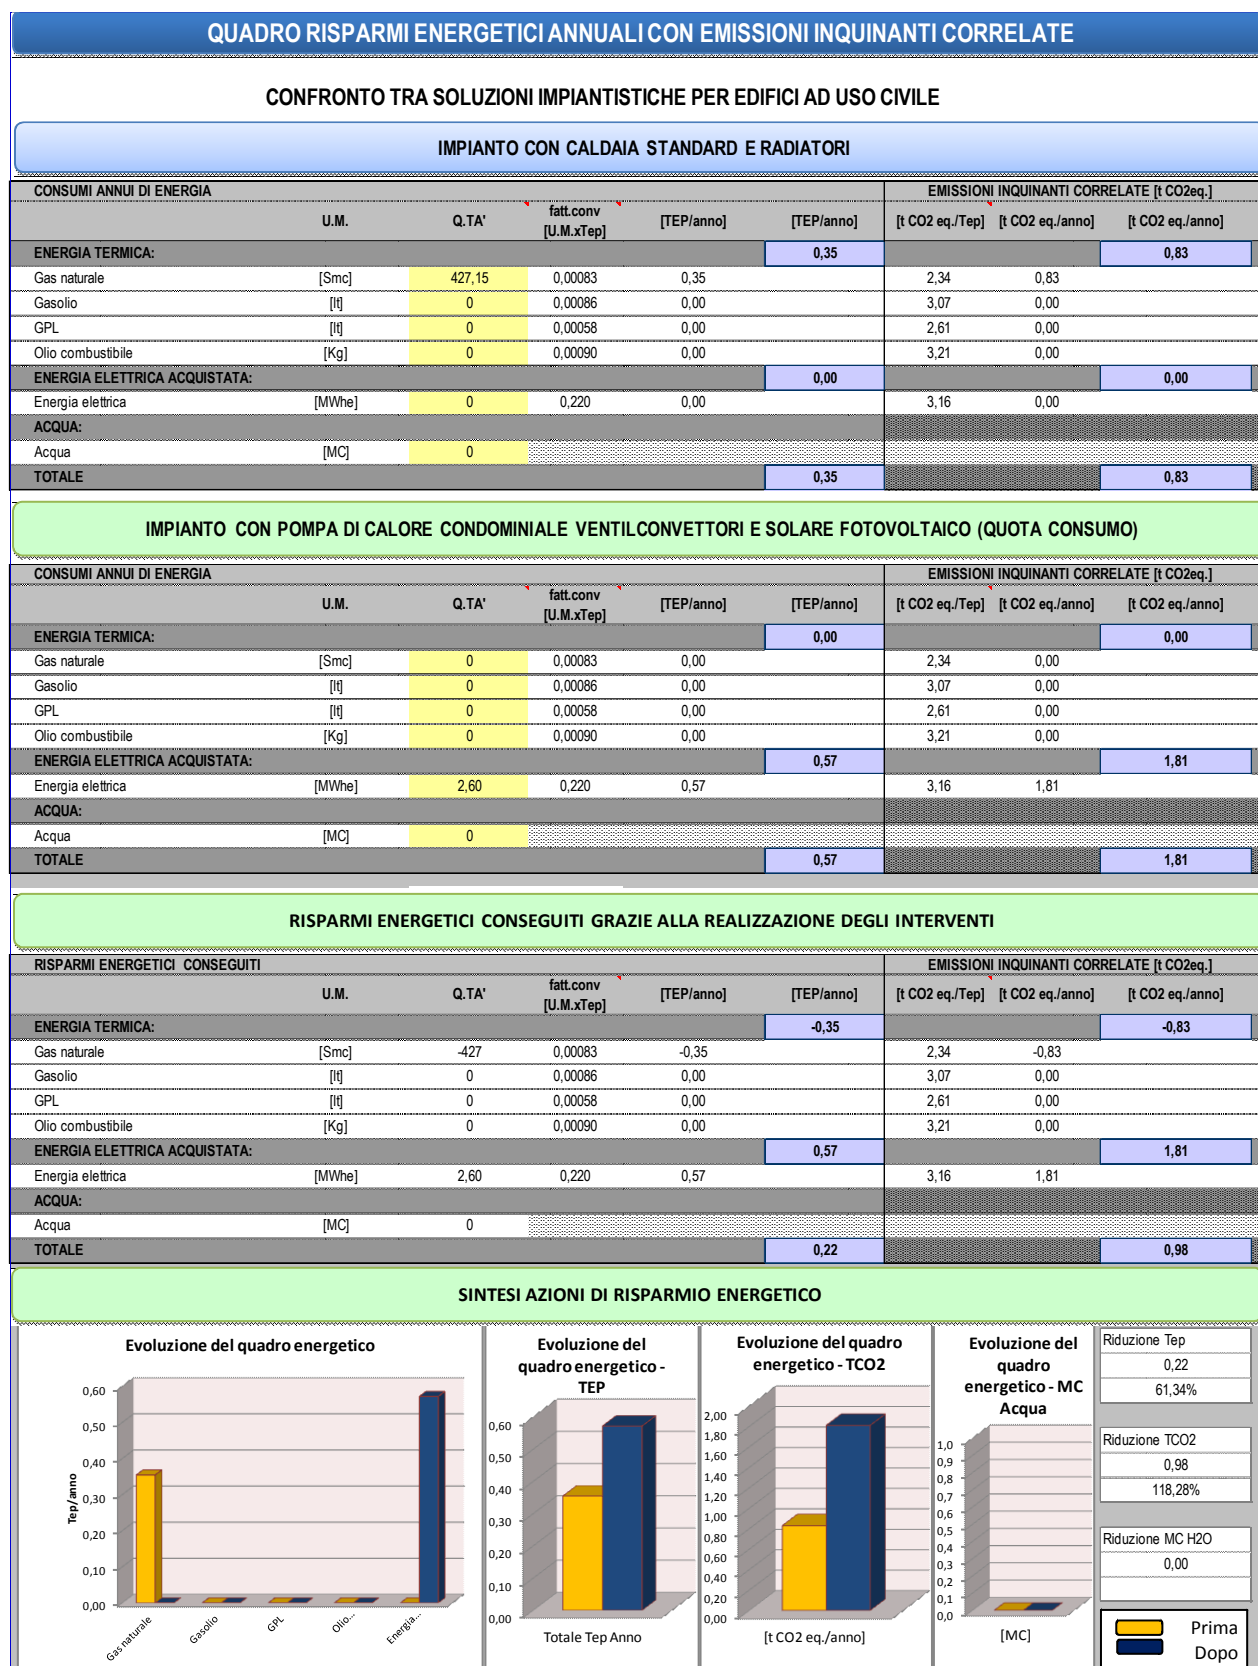 QUADRO RISPARMI ENERGETICI ANNUALI CON EMISSIONI INQUINANTI CORRELATE
CONFRONTO TRA SOLUZIONI IMPIANTISTICHE PER EDIFICI AD USO CIVILE
IMPIANTO CON CALDAIA STANDARD E RADIATORI
CONSUMI ANNUI DI ENERGIA EMISSIONI INQUINANTI CORRELATE [t CO2eq.]
U.M. Q.TA' fatt.conv [U.M.xTep] [TEP/anno] [TEP/anno] [t CO2 eq./Tep] [t CO2 eq./anno] [t CO2 eq./anno]
ENERGIA TERMICA: 0,35 0,83
Gas naturale [Smc] 427,15 0,00083 0,35 2,34 0,83
Gasolio [lt] 0 0,00086 0,00 3,07 0,00
GPL [lt] 0 0,00058 0,00 2,61 0,00
Olio combustibile [Kg] 0 0,00090 0,00 3,21 0,00
ENERGIA ELETTRICA ACQUISTATA: 0,00 0,00
Energia elettrica [MWhe] 0 0,220 0,00 3,16 0,00
ACQUA:
Acqua [MC] 0
TOTALE 0,35 0,83
IMPIANTO CON POMPA DI CALORE CONDOMINIALE VENTILCONVETTORI E SOLARE FOTOVOLTAICO (QUOTA CONSUMO)
CONSUMI ANNUI DI ENERGIA EMISSIONI INQUINANTI CORRELATE [t CO2eq.]
U.M. Q.TA' fatt.conv [U.M.xTep] [TEP/anno] [TEP/anno] [t CO2 eq./Tep] [t CO2 eq./anno] [t CO2 eq./anno]
ENERGIA TERMICA: 0,00 0,00
Gas naturale [Smc] 0 0,00083 0,00 2,34 0,00
Gasolio [lt] 0 0,00086 0,00 3,07 0,00
GPL [lt] 0 0,00058 0,00 2,61 0,00
Olio combustibile [Kg] 0 0,00090 0,00 3,21 0,00
ENERGIA ELETTRICA ACQUISTATA: 0,57 1,81
Energia elettrica [MWhe] 2,60 0,220 0,57 3,16 1,81
ACQUA:
Acqua [MC] 0
TOTALE 0,57 1,81
RISPARMI ENERGETICI CONSEGUITI GRAZIE ALLA REALIZZAZIONE DEGLI INTERVENTI
RISPARMI ENERGETICI CONSEGUITI EMISSIONI INQUINANTI CORRELATE [t CO2eq.]
U.M. Q.TA' fatt.conv [U.M.xTep] [TEP/anno] [TEP/anno] [t CO2 eq./Tep] [t CO2 eq./anno] [t CO2 eq./anno]
ENERGIA TERMICA: -0,35 -0,83
Gas naturale [Smc] -427 0,00083 -0,35 2,34 -0,83
Gasolio [lt] 0 0,00086 0,00 3,07 0,00
GPL [lt] 0 0,00058 0,00 2,61 0,00
Olio combustibile [Kg] 0 0,00090 0,00 3,21 0,00
ENERGIA ELETTRICA ACQUISTATA: 0,57 1,81
Energia elettrica [MWhe] 2,60 0,220 0,57 3,16 1,81
ACQUA:
Acqua [MC] 0
TOTALE 0,22 0,98
SINTESI AZIONI DI RISPARMIO ENERGETICO
Evoluzione del quadro energetico
Tep/anno
0,60
0,50
0,40
0,30
0,20
0,10
0,00
Gas naturale
Gasolio
GPL
Olio...
Energia...
Evoluzione del
quadro energetico -
TEP
0,60
0,50
0,40
0,30
0,20
0,10
0,00
Totale Tep Anno
Evoluzione del quadro
energetico - TCO2
2,00
1,80
1,60
1,40
1,20
1,00
0,80
0,60
0,40
0,20
0,00
[t CO2 eq./anno]
Evoluzione del
quadro
energetico - MC
Acqua
1,0
0,9
0,8
0,7
0,6
0,5
0,4
0,3
0,2
0,1
0,0
[MC]
Riduzione Tep
0,22
61,34%
Riduzione TCO2
0,98
118,28%
Riduzione MC H2O
0,00
Prima
Dopo